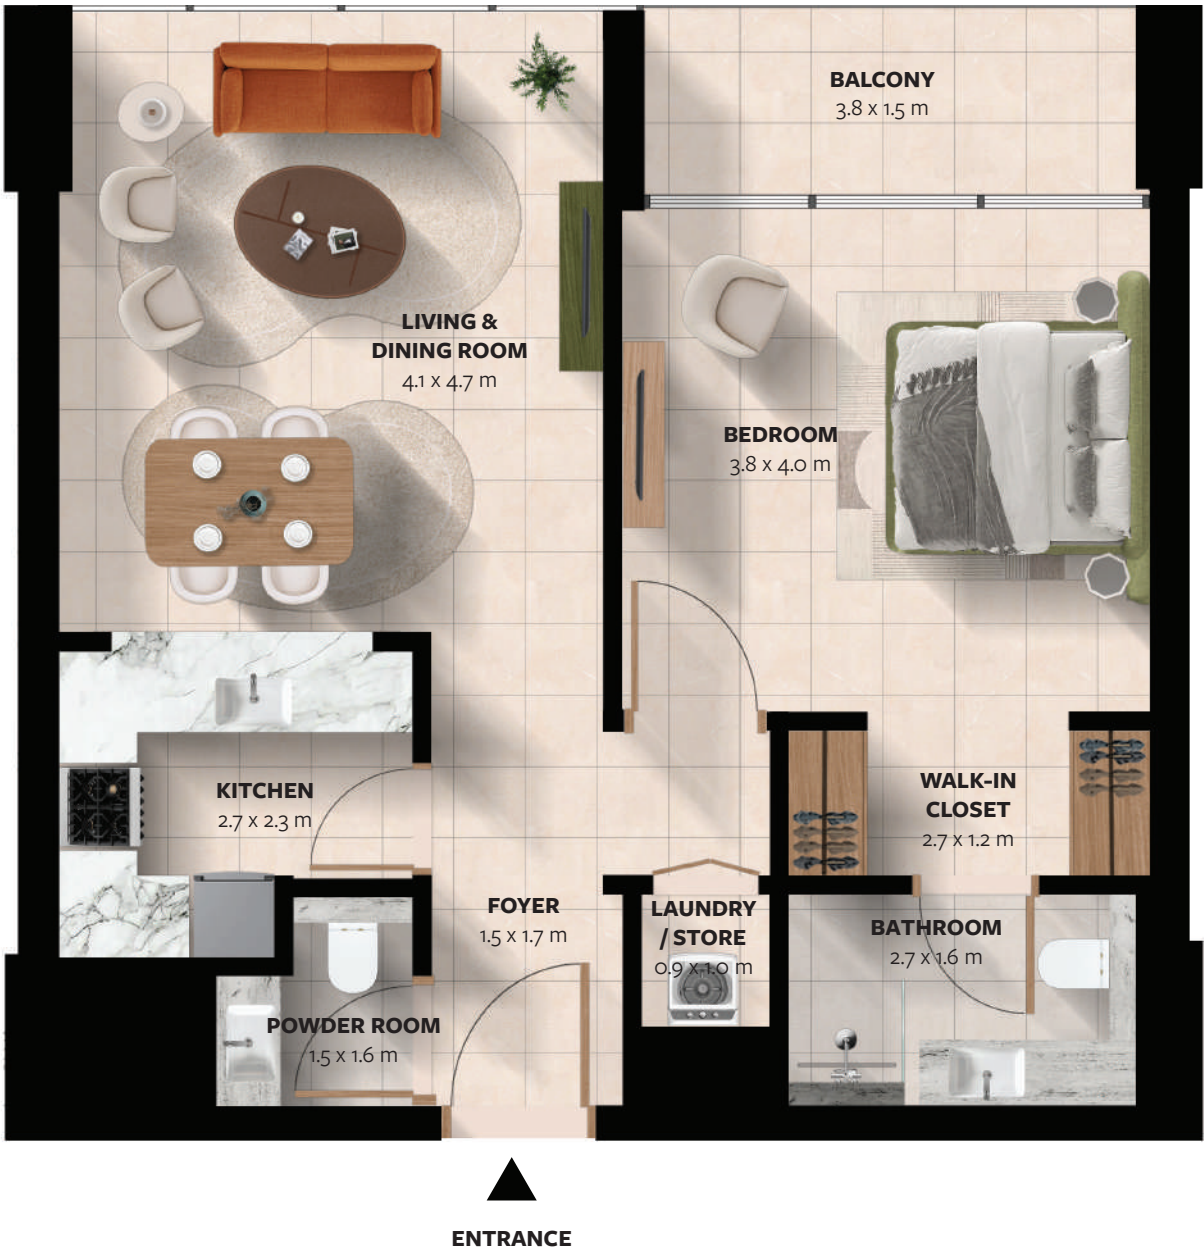 BALCONY
3.8 x 1.5 m
LIVING &
DINING ROOM
4.1 x 4.7 m
BEDROOM
3.8 x 4.0 m
KITCHEN
2.7 x 2.3 m
WALK-IN
CLOSET
2.7 x 1.2 m
FOYER
1.5 x 1.7 m
LAUNDRY
/ STORE
0.9 x 1.0 m
BATHROOM
2.7 x 1.6 m
POWDER ROOM
1.5 x 1.6 m
ENTRANCE